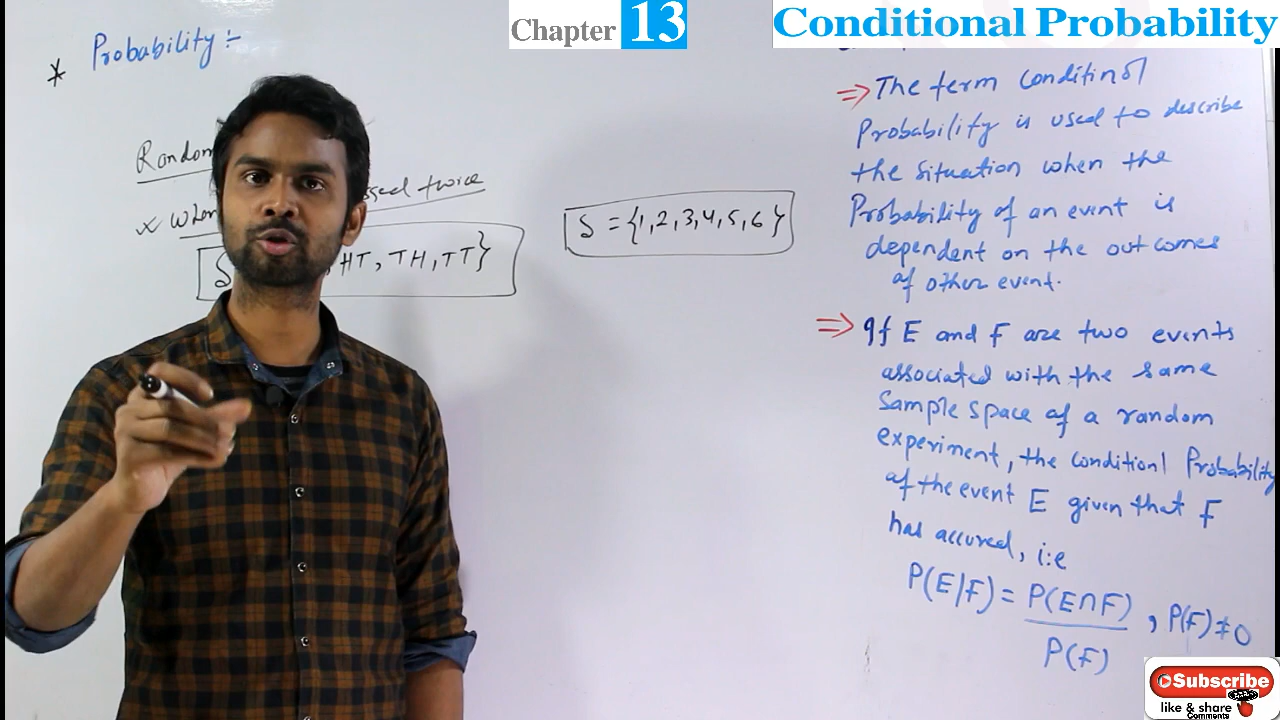 Chapter 13
Conditional Probability
* Probability :-
Random
x When
twice
HT, TH, TT}
S = {1,2,3,4,5,6}
⇒ The term conditinal
Probability is used to describe
the situation when the
Probability of an event is
dependent on the outcomes
of other event.
⇒ If E and F are two events
associated with the same
Sample space of a random
experiment, the conditionl Probability
of the event E given that F
has accured, i:e
P(E/F) = P(E∩F) / P(F) , P(F) ≠ 0
Subscribe
like & share
Comments